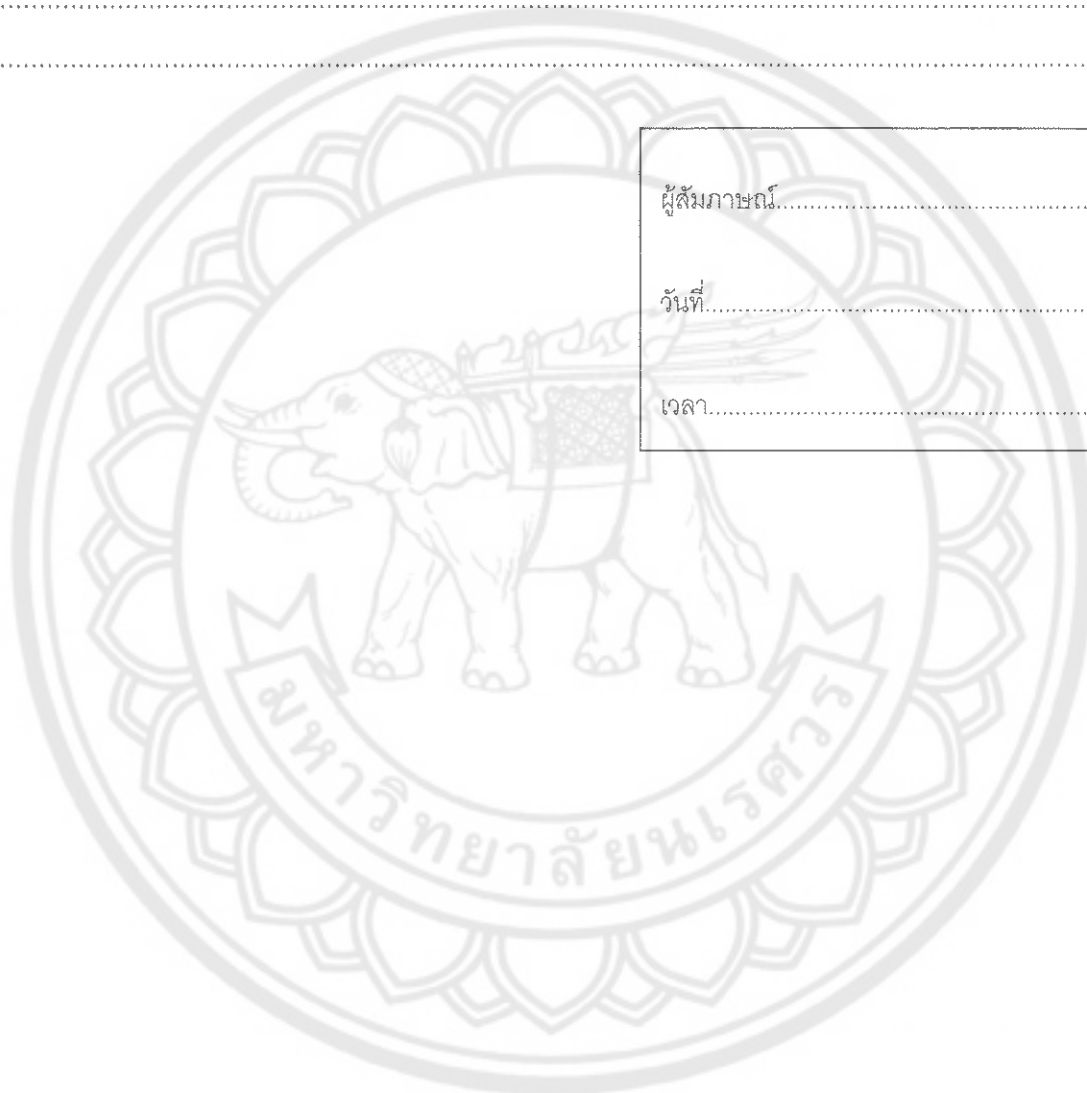 ผู้สัมภาษณ์..............................
วันที่..............................
เวลา..............................
มหาวิทยาลัยนเรศวร